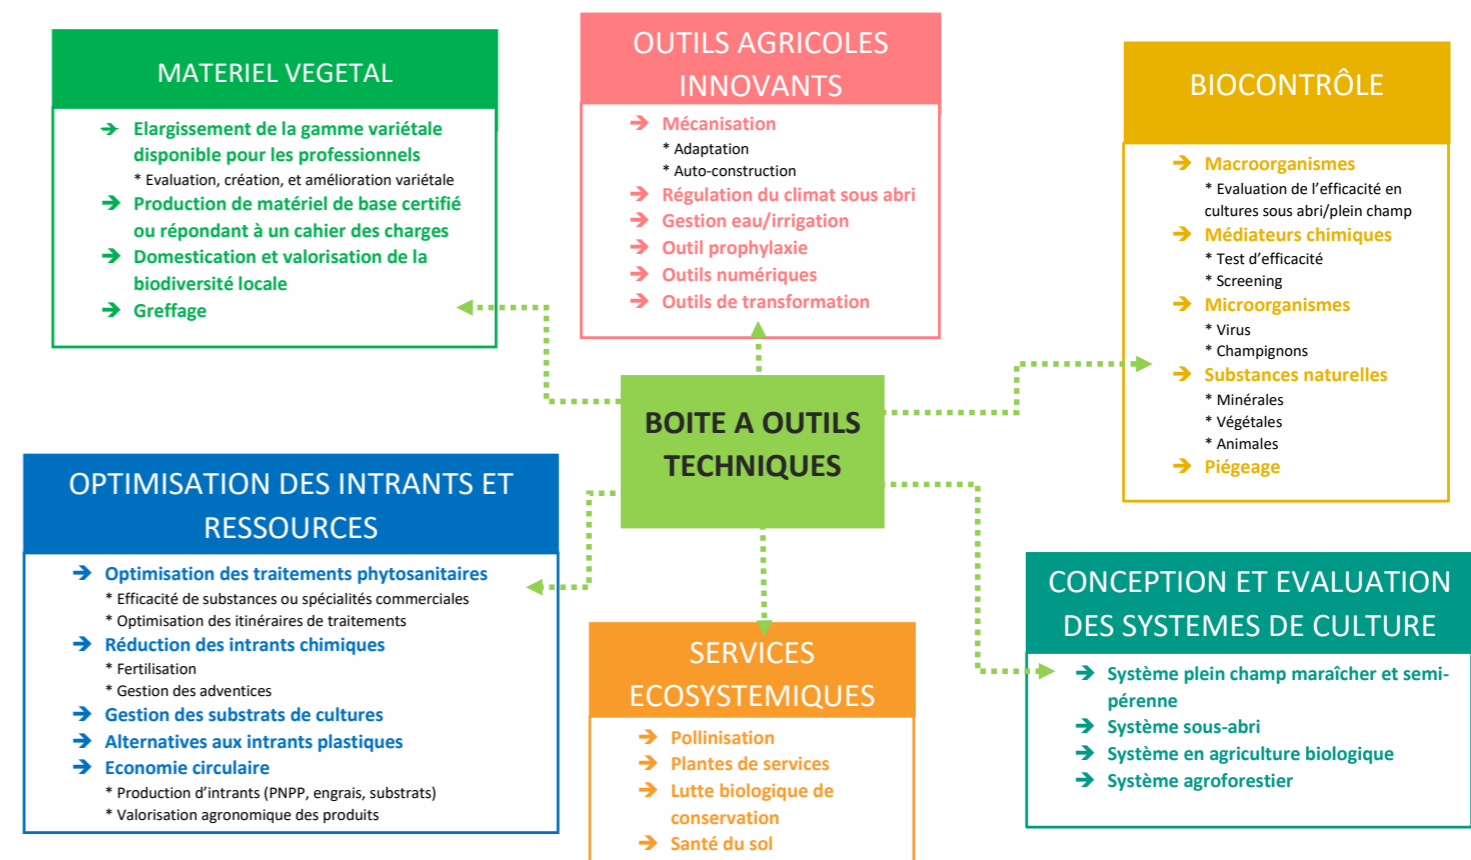 MATERIEL VEGETAL
➔ Elargissement de la gamme variétale
disponible pour les professionnels
* Evaluation, création, et amélioration variétale
➔ Production de matériel de base certifié
ou répondant à un cahier des charges
➔ Domestication et valorisation de la
biodiversité locale
➔ Greffage
OUTILS AGRICOLES
INNOVANTS
➔ Mécanisation
* Adaptation
* Auto-construction
➔ Régulation du climat sous abri
➔ Gestion eau/irrigation
➔ Outil prophylaxie
➔ Outils numériques
➔ Outils de transformation
BIOCONTRÔLE
➔ Macroorganismes
* Evaluation de l’efficacité en
cultures sous abri/plein champ
➔ Médiateurs chimiques
* Test d’efficacité
* Screening
➔ Microorganismes
* Virus
* Champignons
➔ Substances naturelles
* Minérales
* Végétales
* Animales
➔ Piégeage
BOITE A OUTILS
TECHNIQUES
OPTIMISATION DES INTRANTS ET
RESSOURCES
➔ Optimisation des traitements phytosanitaires
* Efficacité de substances ou spécialités commerciales
* Optimisation des itinéraires de traitements
➔ Réduction des intrants chimiques
* Fertilisation
* Gestion des adventices
➔ Gestion des substrats de cultures
➔ Alternatives aux intrants plastiques
➔ Economie circulaire
* Production d’intrants (PNPP, engrais, substrats)
* Valorisation agronomique des produits
SERVICES
ECOSYSTEMIQUES
➔ Pollinisation
➔ Plantes de services
➔ Lutte biologique de
conservation
➔ Santé du sol
CONCEPTION ET EVALUATION
DES SYSTEMES DE CULTURE
➔ Système plein champ maraîcher et semi-
pérenne
➔ Système sous-abri
➔ Système en agriculture biologique
➔ Système agroforestier